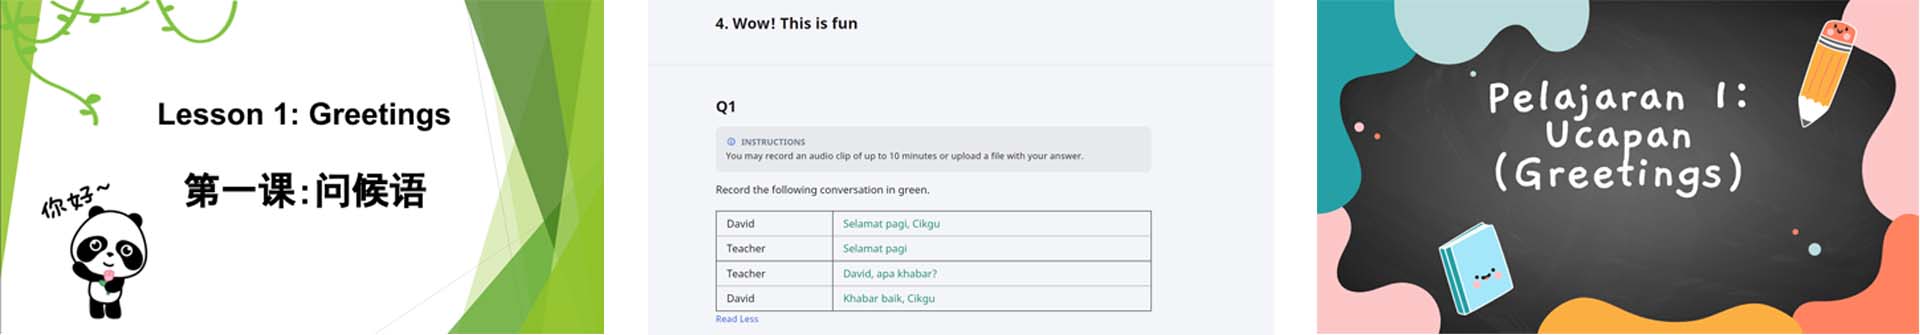 Lesson 1: Greetings
第一课:问候语
你好~
4. Wow! This is fun
Q1
INSTRUCTIONS
You may record an audio clip of up to 10 minutes or upload a file with your answer.
Record the following conversation in green.
David Selamat pagi, Cikgu
Teacher Selamat pagi
Teacher David, apa khabar?
David Khabar baik, Cikgu
Read Less
Pelajaran 1:
Ucapan
(Greetings)